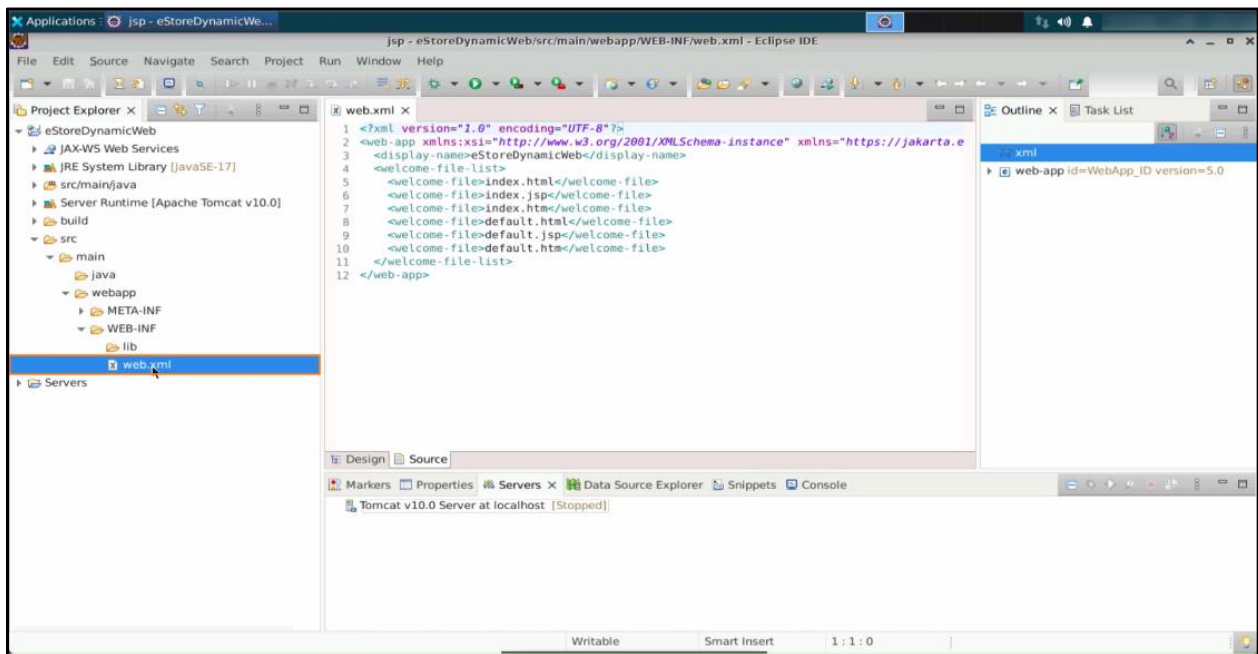 Applications : jsp - eStoreDynamicWe...
jsp - eStoreDynamicWeb/src/main/webapp/WEB-INF/web.xml - Eclipse IDE
File Edit Source Navigate Search Project Run Window Help
Project Explorer
eStoreDynamicWeb
JAX-WS Web Services
JRE System Library [JavaSE-17]
src/main/java
Server Runtime [Apache Tomcat v10.0]
build
src
main
java
webapp
META-INF
WEB-INF
lib
web.xml
Servers
web.xml
1 <?xml version="1.0" encoding="UTF-8"?>
2 <web-app xmlns:xsi="http://www.w3.org/2001/XMLSchema-instance" xmlns="https://jakarta.e
3 <display-name>eStoreDynamicWeb</display-name>
4 <welcome-file-list>
5 <welcome-file>index.html</welcome-file>
6 <welcome-file>index.jsp</welcome-file>
7 <welcome-file>index.htm</welcome-file>
8 <welcome-file>default.html</welcome-file>
9 <welcome-file>default.jsp</welcome-file>
10 <welcome-file>default.htm</welcome-file>
11 </welcome-file-list>
12 </web-app>
Design Source
Outline Task List
xml
web-app id=WebApp_ID version=5.0
Markers Properties Servers Data Source Explorer Snippets Console
Tomcat v10.0 Server at localhost [Stopped]
Writable Smart Insert 1:1:0